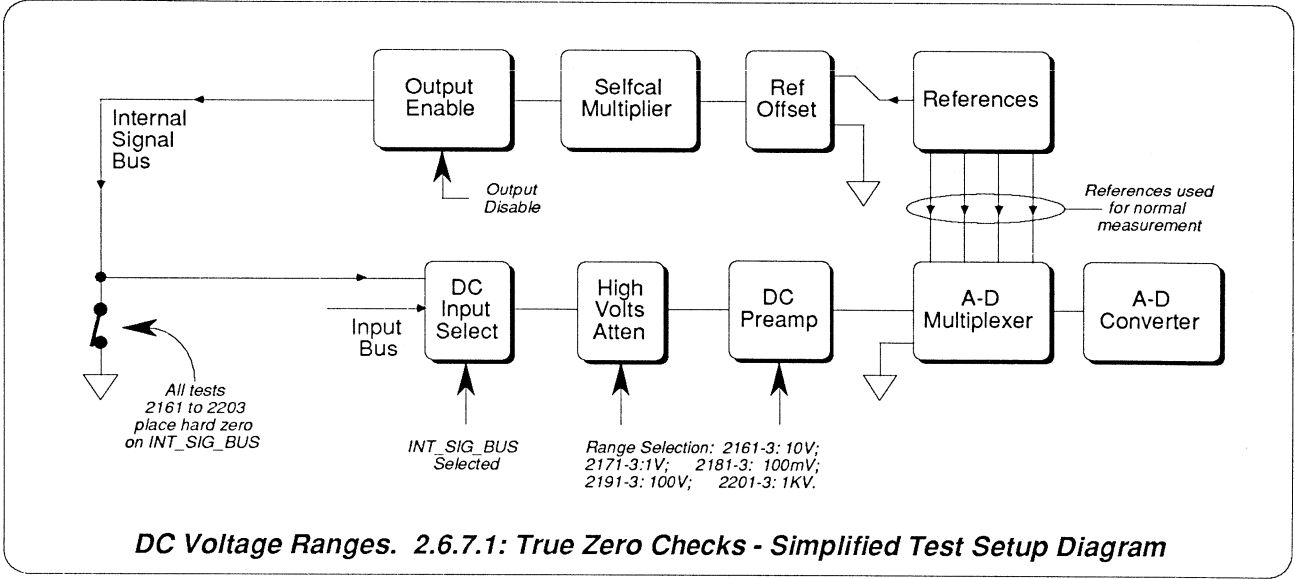 Output
Enable
Selfcal
Multiplier
Ref
Offset
References
Internal
Signal
Bus
Output
Disable
References used
for normal
measurement
DC
Input
Select
High
Volts
Atten
DC
Preamp
A-D
Multiplexer
A-D
Converter
Input
Bus
All tests
2161 to 2203
place hard zero
on INT_SIG_BUS
INT_SIG_BUS
Selected
Range Selection: 2161-3: 10V;
2171-3:1V; 2181-3: 100mV;
2191-3: 100V; 2201-3: 1KV.
DC Voltage Ranges. 2.6.7.1: True Zero Checks - Simplified Test Setup Diagram